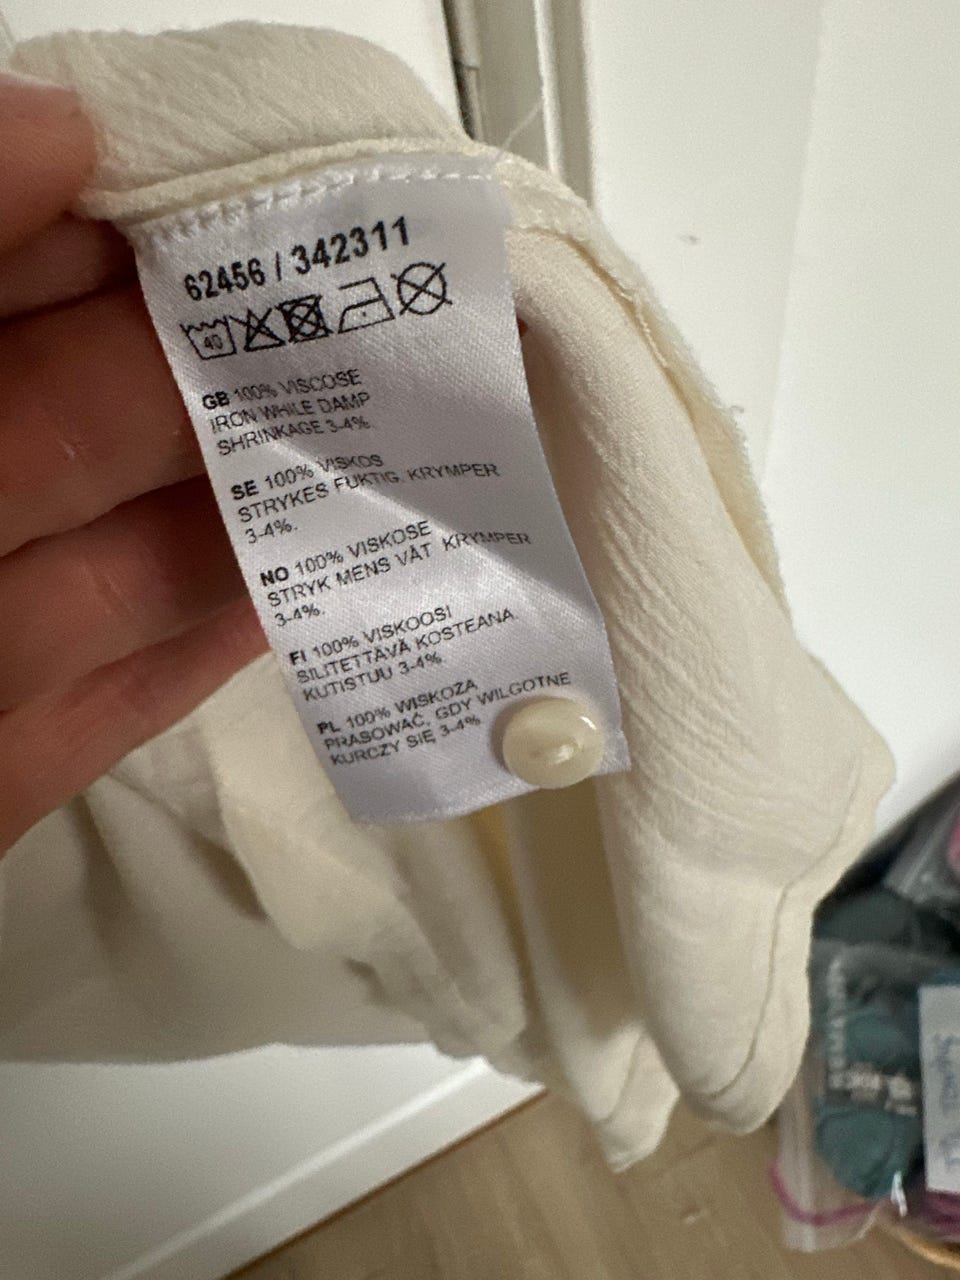 62456 / 342311
40
GB 100% VISCOSE
IRON WHILE DAMP
SHRINKAGE 3-4%
SE 100% VISKOS
STRYKES FUKTIG. KRYMPER
3-4%.
NO 100% VISKOSE
STRYK MENS VÅT KRYMPER
3-4%.
FI 100% VISKOOSI
SILITETTÄVÄ KOSTEANA
KUTISTUU 3-4%
PL 100% WISKOZA
PRASOWAĆ, GDY WILGOTNE
KURCZY SIĘ 3-4%